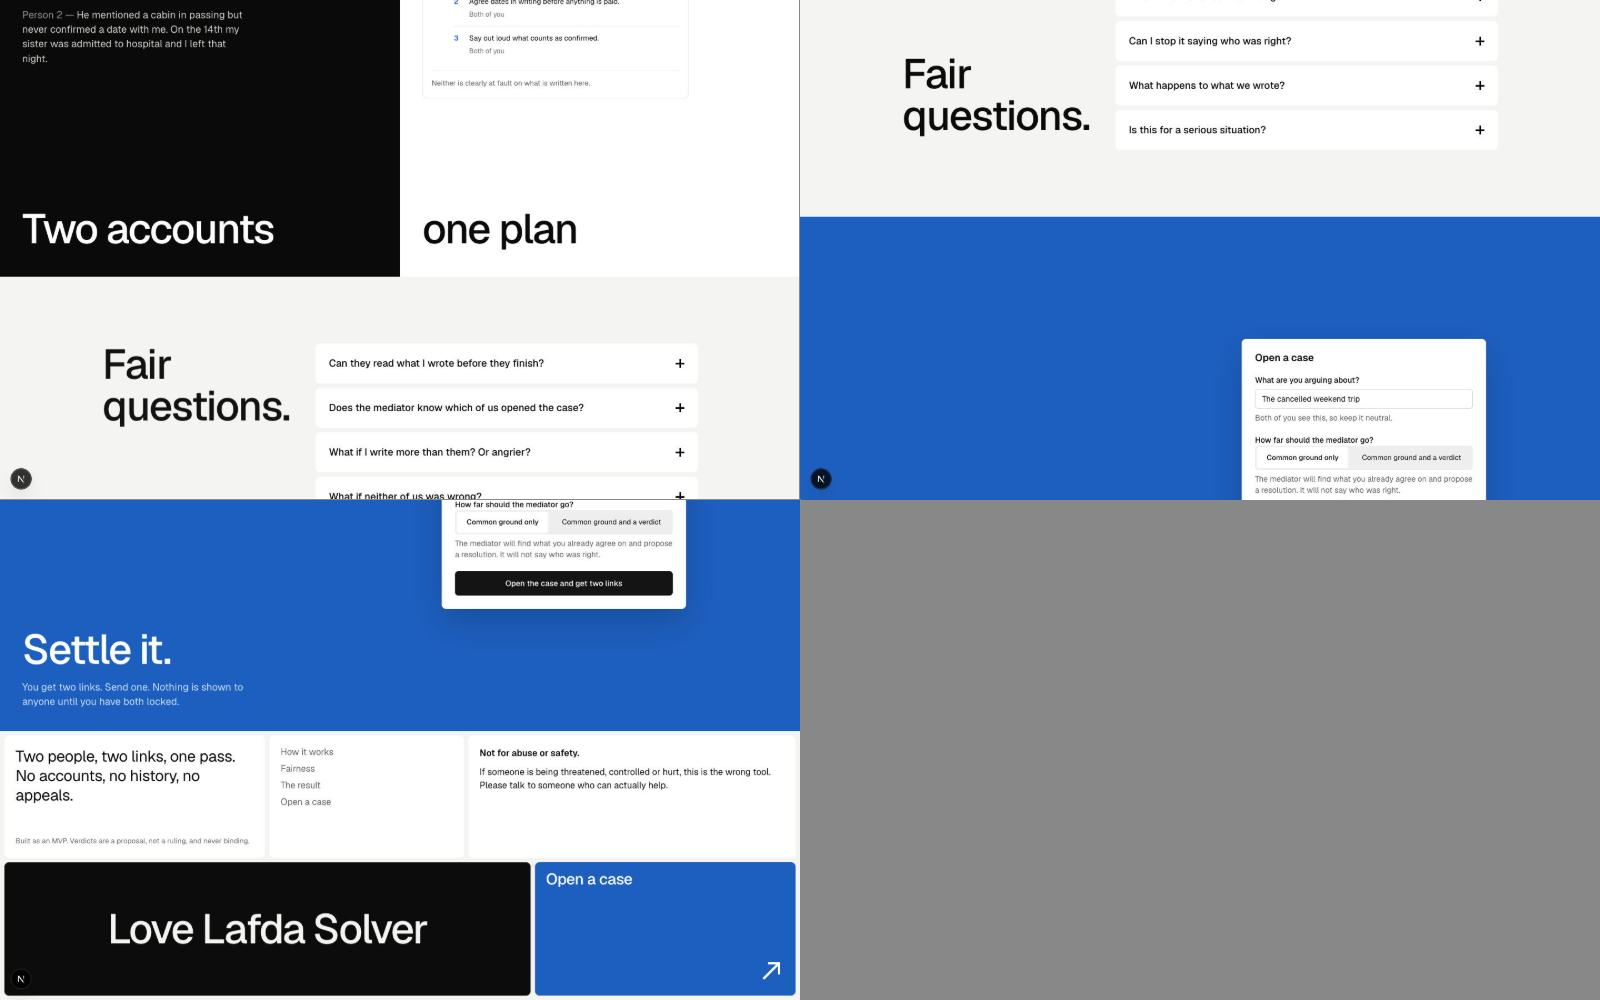 Person 2 — He mentioned a cabin in passing but
never confirmed a date with me. On the 14th my
sister was admitted to hospital and I left that
night.
Two accounts
2 Agree dates in writing before anything is paid.
Both of you
3 Say out loud what counts as confirmed.
Both of you
Neither is clearly at fault on what is written here.
one plan
Fair
questions.
Can they read what I wrote before they finish?
Does the mediator know which of us opened the case?
What if I write more than them? Or angrier?
What if neither of us was wrong?
N
Fair
questions.
Can I stop it saying who was right?
What happens to what we wrote?
Is this for a serious situation?
Open a case
What are you arguing about?
The cancelled weekend trip
Both of you see this, so keep it neutral.
How far should the mediator go?
Common ground only
Common ground and a verdict
The mediator will find what you already agree on and propose
a resolution. It will not say who was right.
N
How far should the mediator go?
Common ground only
Common ground and a verdict
The mediator will find what you already agree on and propose
a resolution. It will not say who was right.
Open the case and get two links
Settle it.
You get two links. Send one. Nothing is shown to
anyone until you have both locked.
Two people, two links, one pass.
No accounts, no history, no
appeals.
Built as an MVP. Verdicts are a proposal, not a ruling, and never binding.
How it works
Fairness
The result
Open a case
Not for abuse or safety.
If someone is being threatened, controlled or hurt, this is the wrong tool.
Please talk to someone who can actually help.
Love Lafda Solver
Open a case
N